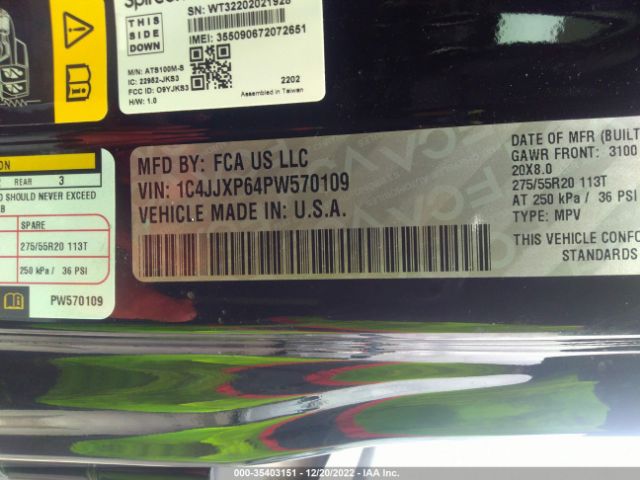 THIS
SIDE
DOWN
SN: WT32202021928
IMEI: 355090672072651
M/N: ATS100M-S
IC: 22952-JKS3
FCC ID: O9YJKS3
H/W: 1.0
2202
Assembled in Taiwan
REAR 3
D SHOULD NEVER EXCEED
SPARE
275/55R20 113T
250 kPa / 36 PSI
PW570109
MFD BY: FCA US LLC
VIN: 1C4JJXP64PW570109
VEHICLE MADE IN: U.S.A.
DATE OF MFR (BUILT
GAWR FRONT: 3100
20X8.0
275/55R20 113T
AT 250 kPa / 36 PSI
TYPE: MPV
THIS VEHICLE CONFO
STANDARDS
000-35403151 - 12/20/2022 - IAA Inc.